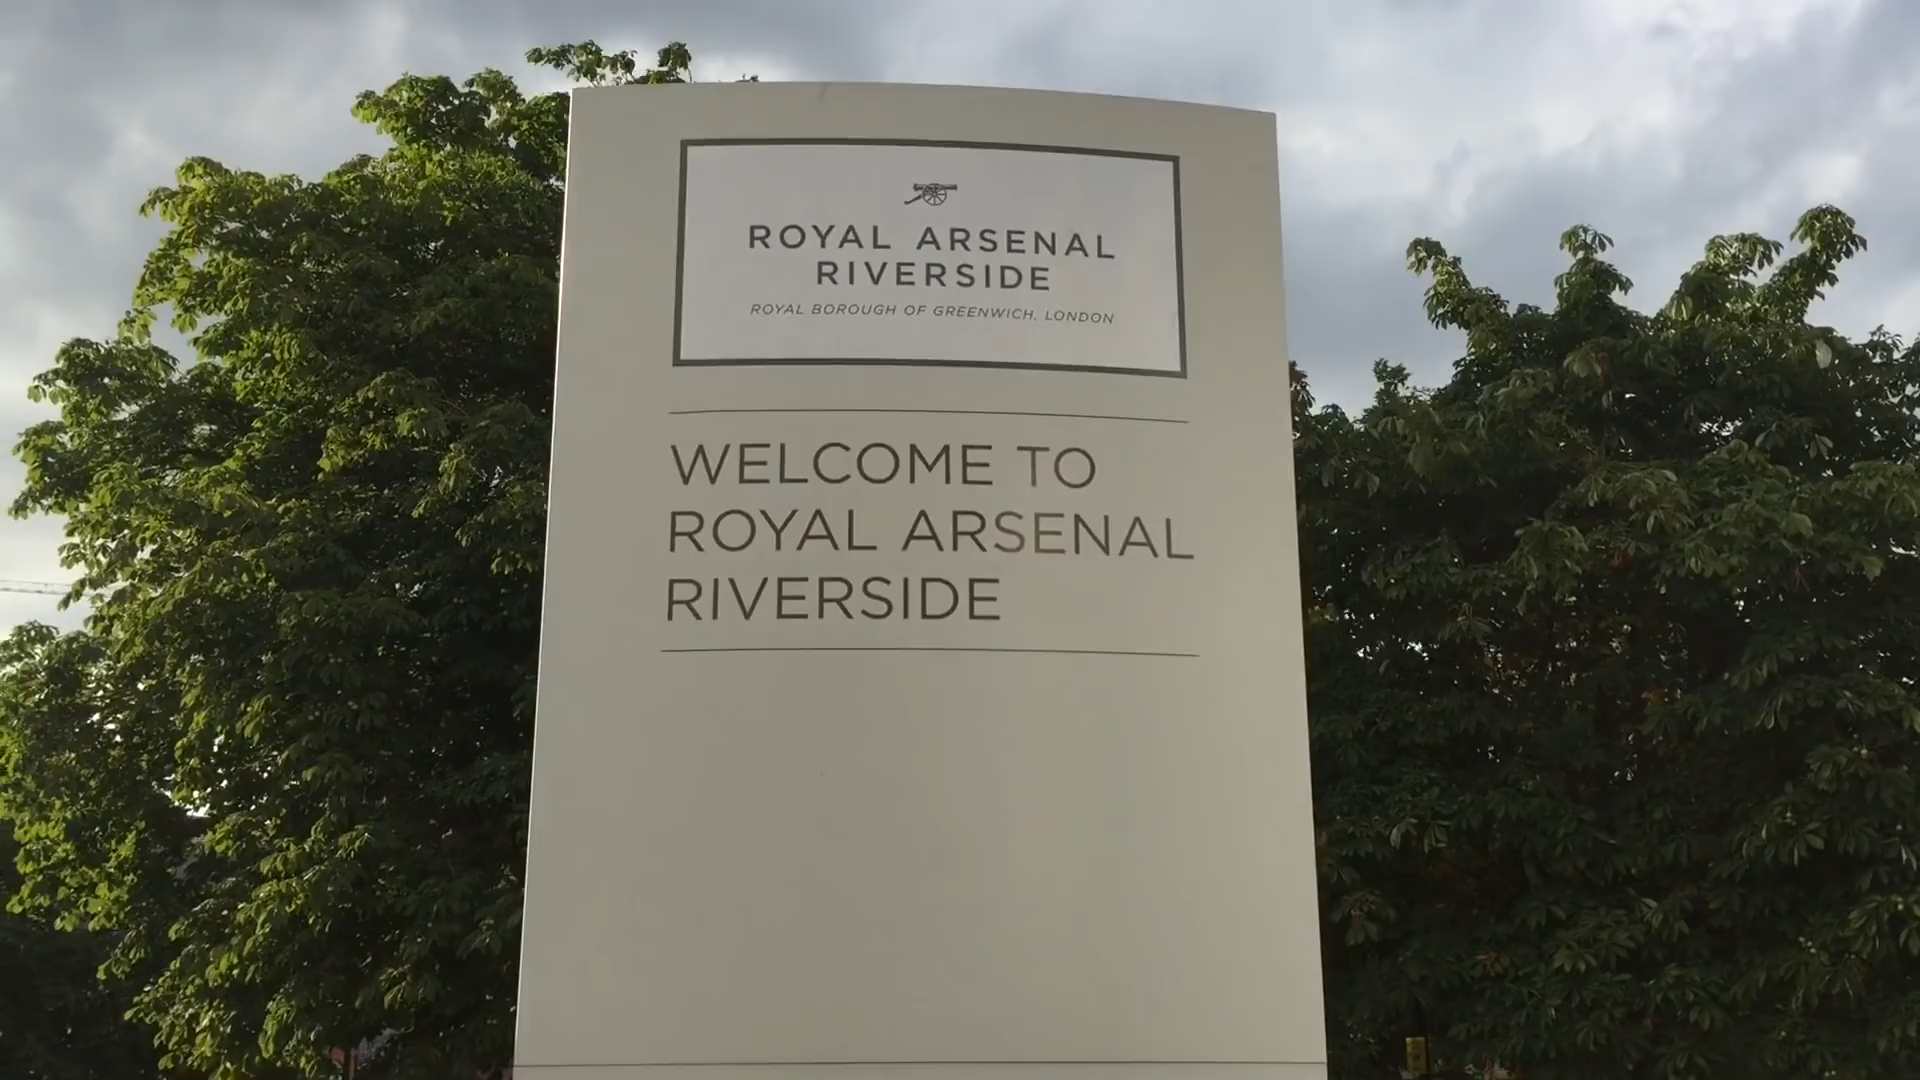 ROYAL ARSENAL
RIVERSIDE
ROYAL BOROUGH OF GREENWICH, LONDON
WELCOME TO
ROYAL ARSENAL
RIVERSIDE